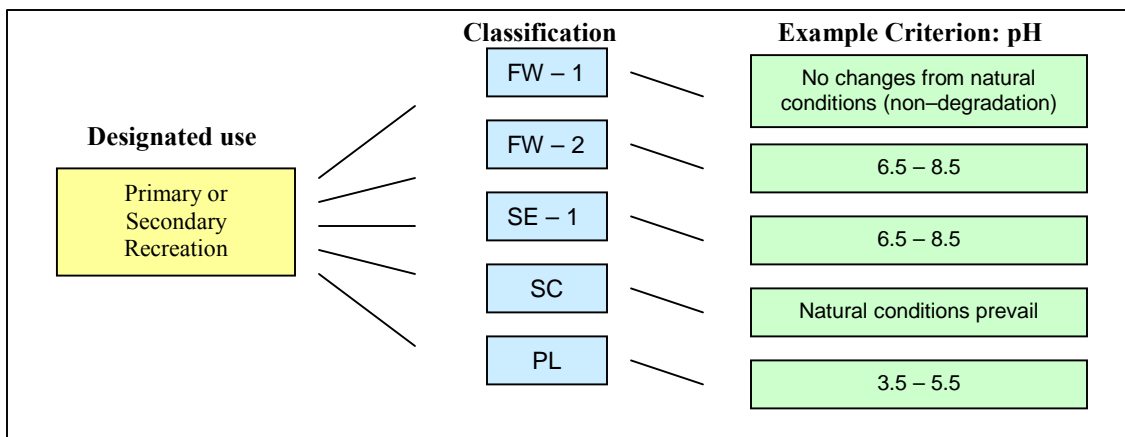 Designated use
Primary or
Secondary
Recreation
Classification
FW – 1
FW – 2
SE – 1
SC
PL
Example Criterion: pH
No changes from natural
conditions (non–degradation)
6.5 – 8.5
6.5 – 8.5
Natural conditions prevail
3.5 – 5.5